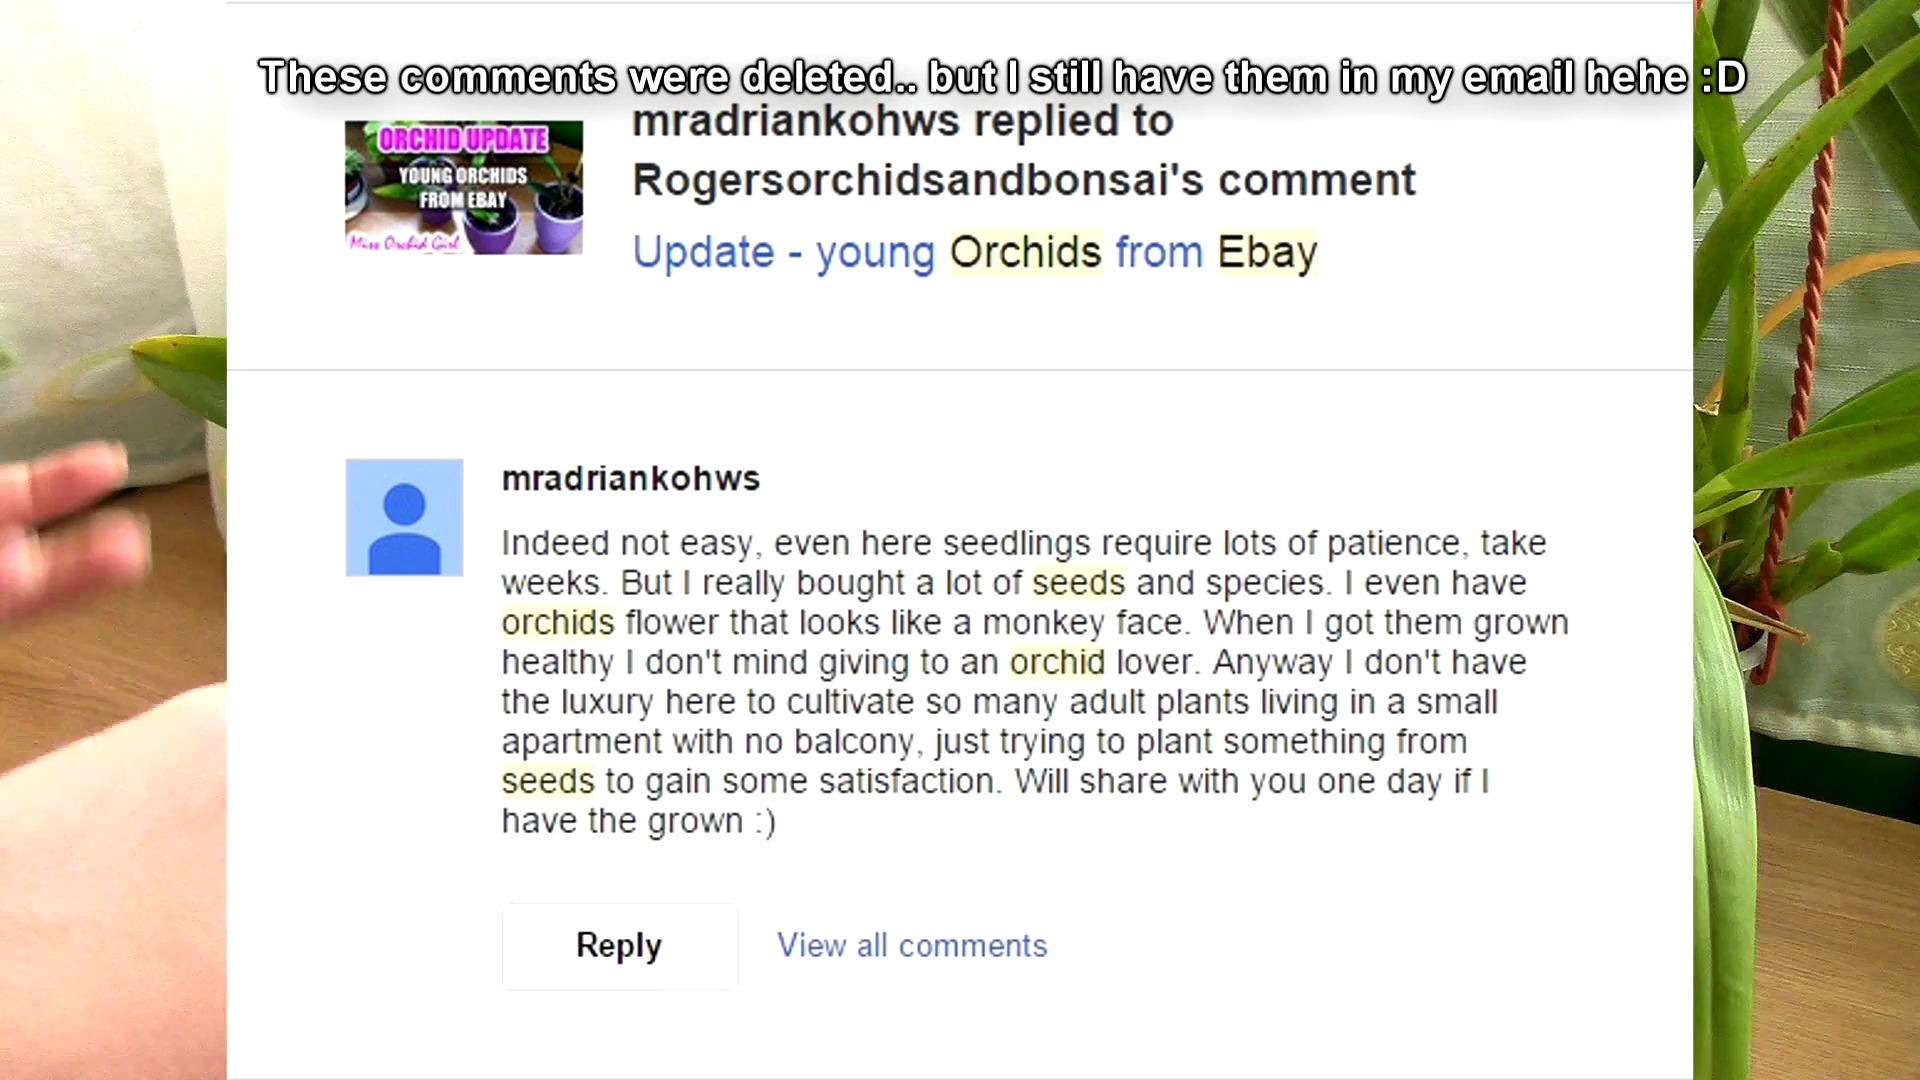 These comments were deleted.. but I still have them in my email hehe :D
mradriankohws replied to
Rogersorchidsandbonsai's comment
ORCHID UPDATE
YOUNG ORCHIDS
FROM EBAY
Miss Orchid Girl
Update - young Orchids from Ebay
mradriankohws
Indeed not easy, even here seedlings require lots of patience, take
weeks. But I really bought a lot of seeds and species. I even have
orchids flower that looks like a monkey face. When I got them grown
healthy I don't mind giving to an orchid lover. Anyway I don't have
the luxury here to cultivate so many adult plants living in a small
apartment with no balcony, just trying to plant something from
seeds to gain some satisfaction. Will share with you one day if I
have the grown :)
Reply
View all comments